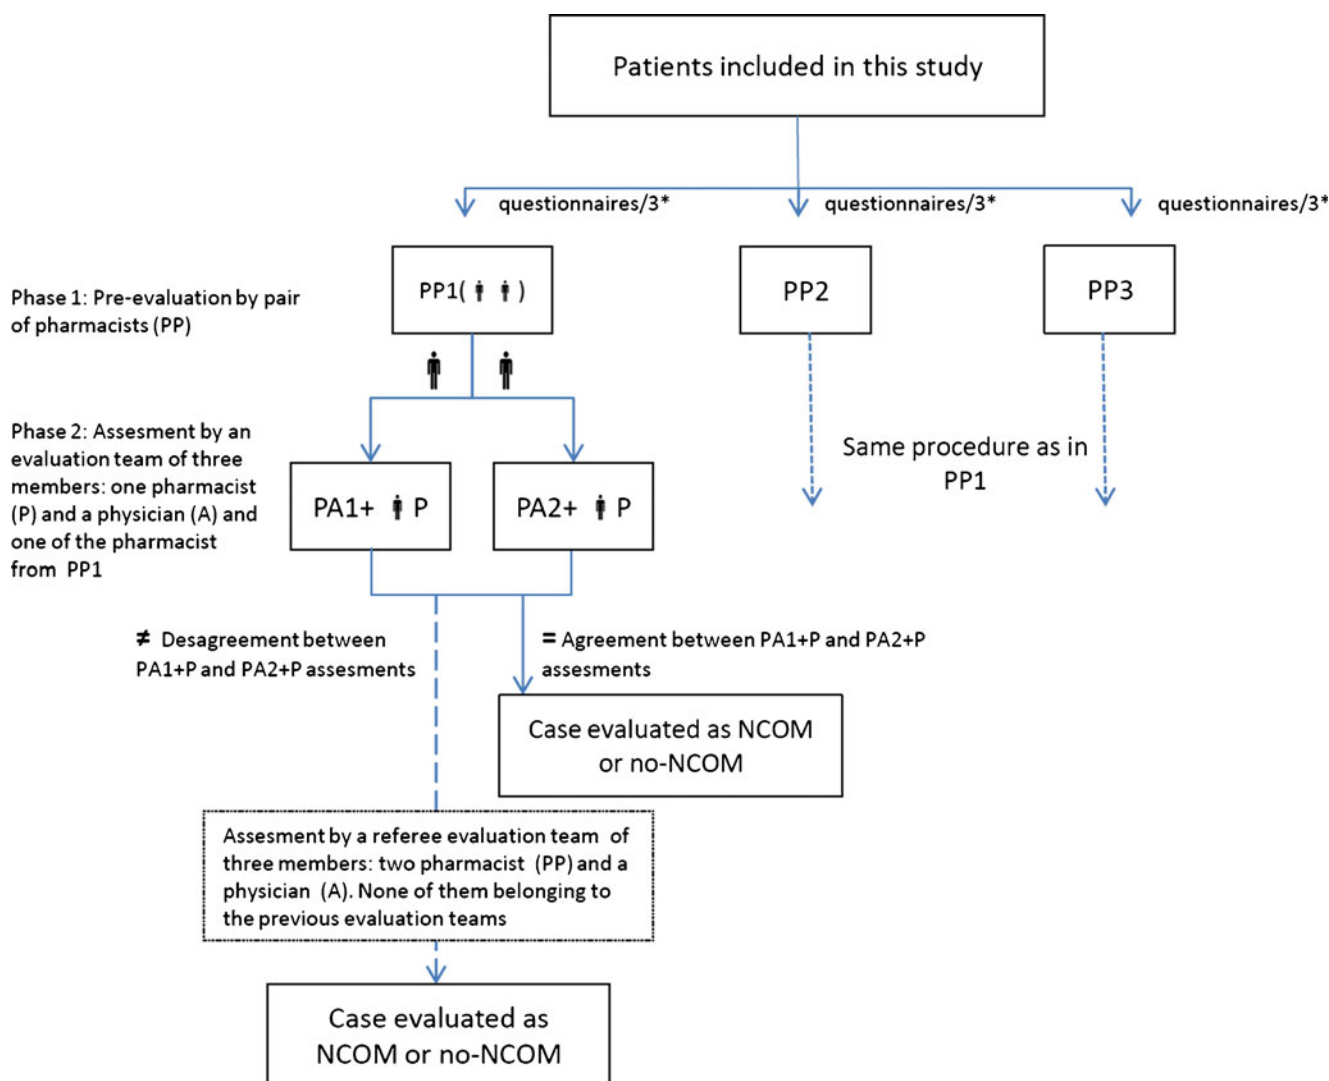 Patients included in this study
questionnaires/3*
questionnaires/3*
questionnaires/3*
Phase 1: Pre-evaluation by pair
of pharmacists (PP)
PP1( )
PP2
PP3
Phase 2: Assesment by an
evaluation team of three
members: one pharmacist
(P) and a physician (A) and
one of the pharmacist
from PP1
PA1+ P
PA2+ P
Same procedure as in
PP1
≠ Desagreement between
PA1+P and PA2+P assesments
= Agreement between PA1+P and PA2+P
assesments
Case evaluated as NCOM
or no-NCOM
Assesment by a referee evaluation team of
three members: two pharmacist (PP) and a
physician (A). None of them belonging to
the previous evaluation teams
Case evaluated as
NCOM or no-NCOM